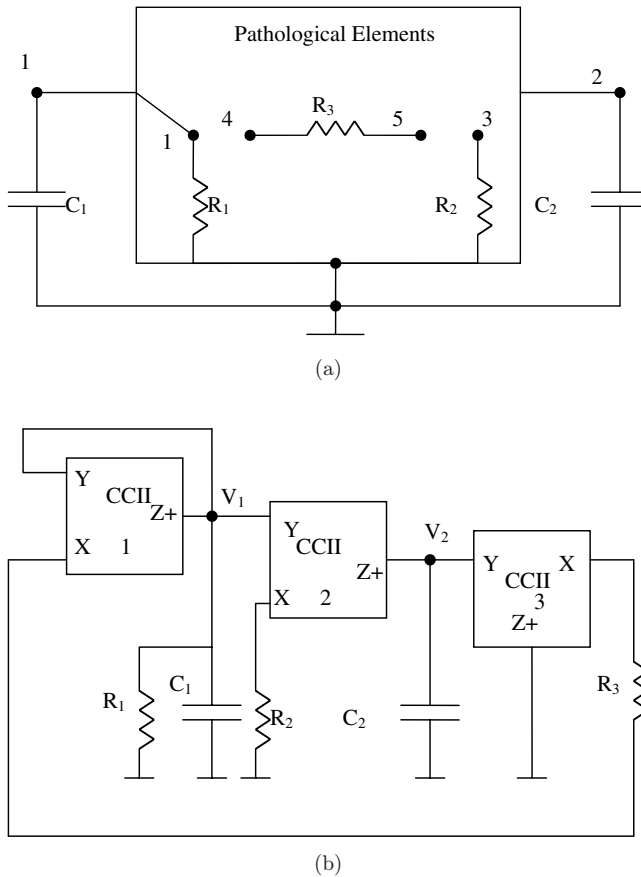 Pathological Elements
1
2
R₃
4
5
3
1
C₁
R₁
R₂
C₂
(a)
Y
CCII
V₁
Z+
X
1
Y
CCII
V₂
Z+
X
2
Y
X
CCII
3
Z+
R₁
C₁
R₂
C₂
R₃
(b)